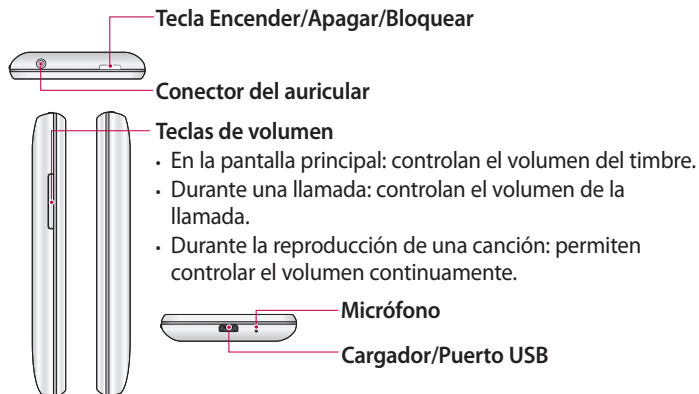 Tecla Encender/Apagar/Bloquear
Conector del auricular
Teclas de volumen
• En la pantalla principal: controlan el volumen del timbre.
• Durante una llamada: controlan el volumen de la
llamada.
• Durante la reproducción de una canción: permiten
controlar el volumen continuamente.
Micrófono
Cargador/Puerto USB